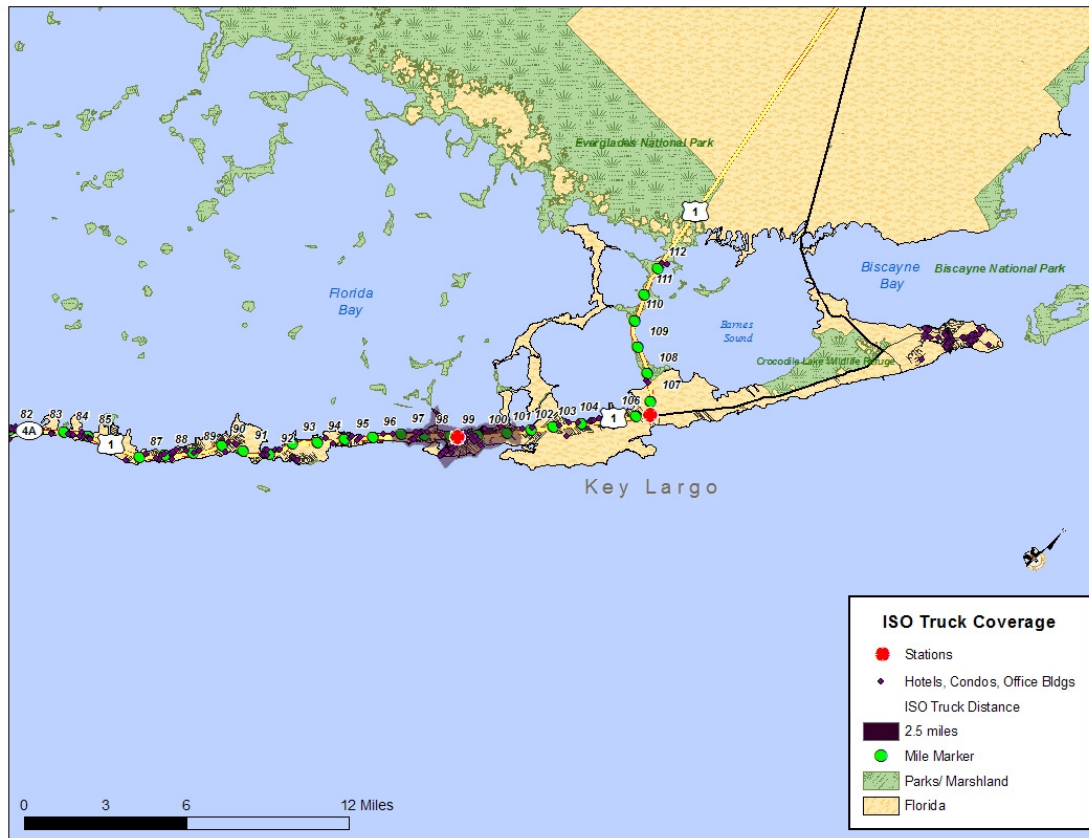 Everglades National Park
1
112
Biscayne
Bay
Biscayne National Park
111
Florida
Bay
110
Barnes
Sound
109
108
Crocodile Lake Wildlife Refuge
107
82
83
84
85
87
88
89
90
91
92
93
94
95
96
97
98
99
100
101
102
103
104
106
4A
1
1
Key Largo
ISO Truck Coverage
Stations
Hotels, Condos, Office Bldgs
ISO Truck Distance
2.5 miles
Mile Marker
Parks/ Marshland
Florida
0 3 6 12 Miles